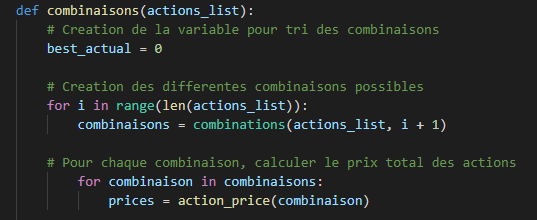 def combinaisons(actions_list):
# Creation de la variable pour tri des combinaisons
best_actual = 0
# Creation des differentes combinaisons possibles
for i in range(len(actions_list)):
combinaisons = combinations(actions_list, i + 1)
# Pour chaque combinaison, calculer le prix total des actions
for combinaison in combinaisons:
prices = action_price(combinaison)